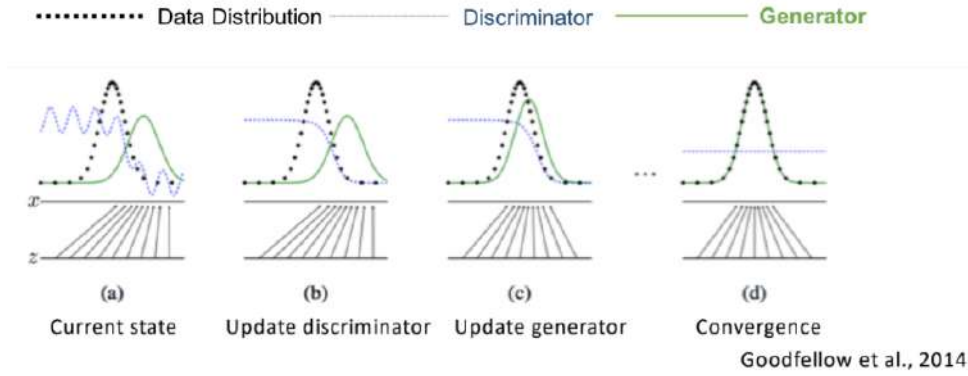 Data Distribution Discriminator Generator
...
x
z
(a) (b) (c) (d)
Current state Update discriminator Update generator Convergence
Goodfellow et al., 2014